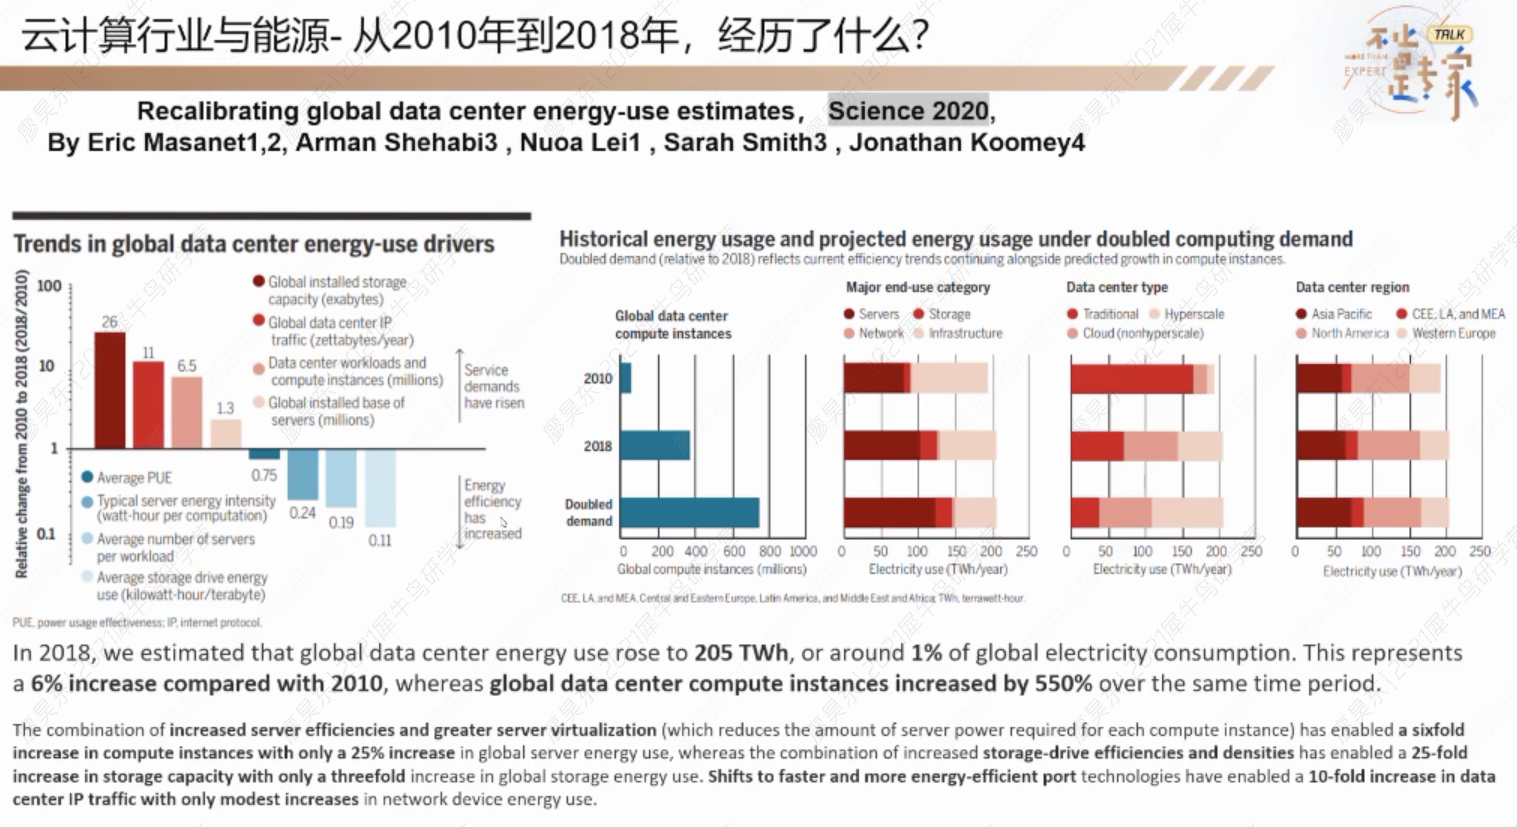 云计算行业与能源- 从2010年到2018年，经历了什么？
不止是专家
TALK
MORE THAN
EXPERT
Recalibrating global data center energy-use estimates， Science 2020,
By Eric Masanet1,2, Arman Shehabi3 , Nuoa Lei1 , Sarah Smith3 , Jonathan Koomey4
Trends in global data center energy-use drivers
Relative change from 2010 to 2018 (2018/2010)
100
10
1
0.1
26
11
6.5
1.3
0.75
0.24
0.19
0.11
Global installed storage
capacity (exabytes)
Global data center IP
traffic (zettabytes/year)
Data center workloads and
compute instances (millions)
Global installed base of
servers (millions)
Service
demands
have risen
Average PUE
Typical server energy intensity
(watt-hour per computation)
Average number of servers
per workload
Average storage drive energy
use (kilowatt-hour/terabyte)
Energy
efficiency
has
increased
PUE, power usage effectiveness; IP, internet protocol.
Historical energy usage and projected energy usage under doubled computing demand
Doubled demand (relative to 2018) reflects current efficiency trends continuing alongside predicted growth in compute instances.
Global data center
compute instances
2010
2018
Doubled
demand
0 200 400 600 800 1000
Global compute instances (millions)
Major end-use category
Servers Storage
Network Infrastructure
0 50 100 150 200 250
Electricity use (TWh/year)
Data center type
Traditional Hyperscale
Cloud (nonhyperscale)
0 50 100 150 200 250
Electricity use (TWh/year)
Data center region
Asia Pacific CEE, LA, and MEA
North America Western Europe
0 50 100 150 200 250
Electricity use (TWh/year)
CEE, LA, and MEA, Central and Eastern Europe, Latin America, and Middle East and Africa; TWh, terrawatt-hour.
In 2018, we estimated that global data center energy use rose to 205 TWh, or around 1% of global electricity consumption. This represents
a 6% increase compared with 2010, whereas global data center compute instances increased by 550% over the same time period.
The combination of increased server efficiencies and greater server virtualization (which reduces the amount of server power required for each compute instance) has enabled a sixfold
increase in compute instances with only a 25% increase in global server energy use, whereas the combination of increased storage-drive efficiencies and densities has enabled a 25-fold
increase in storage capacity with only a threefold increase in global storage energy use. Shifts to faster and more energy-efficient port technologies have enabled a 10-fold increase in data
center IP traffic with only modest increases in network device energy use.